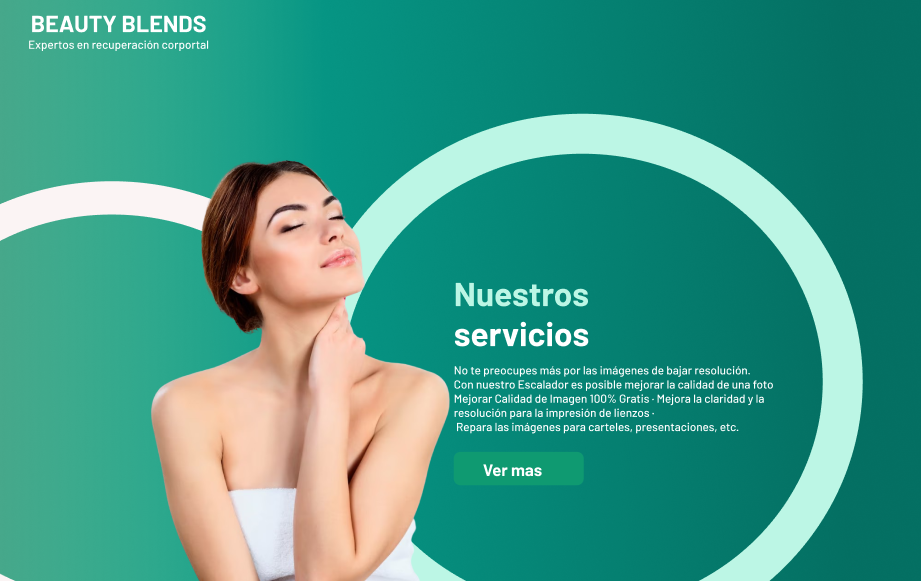 BEAUTY BLENDS
Expertos en recuperación corportal
Nuestros
servicios
No te preocupes más por las imágenes de bajar resolución.
Con nuestro Escalador es posible mejorar la calidad de una foto
Mejorar Calidad de Imagen 100% Gratis · Mejora la claridad y la
resolución para la impresión de lienzos ·
Repara las imágenes para carteles, presentaciones, etc.
Ver mas